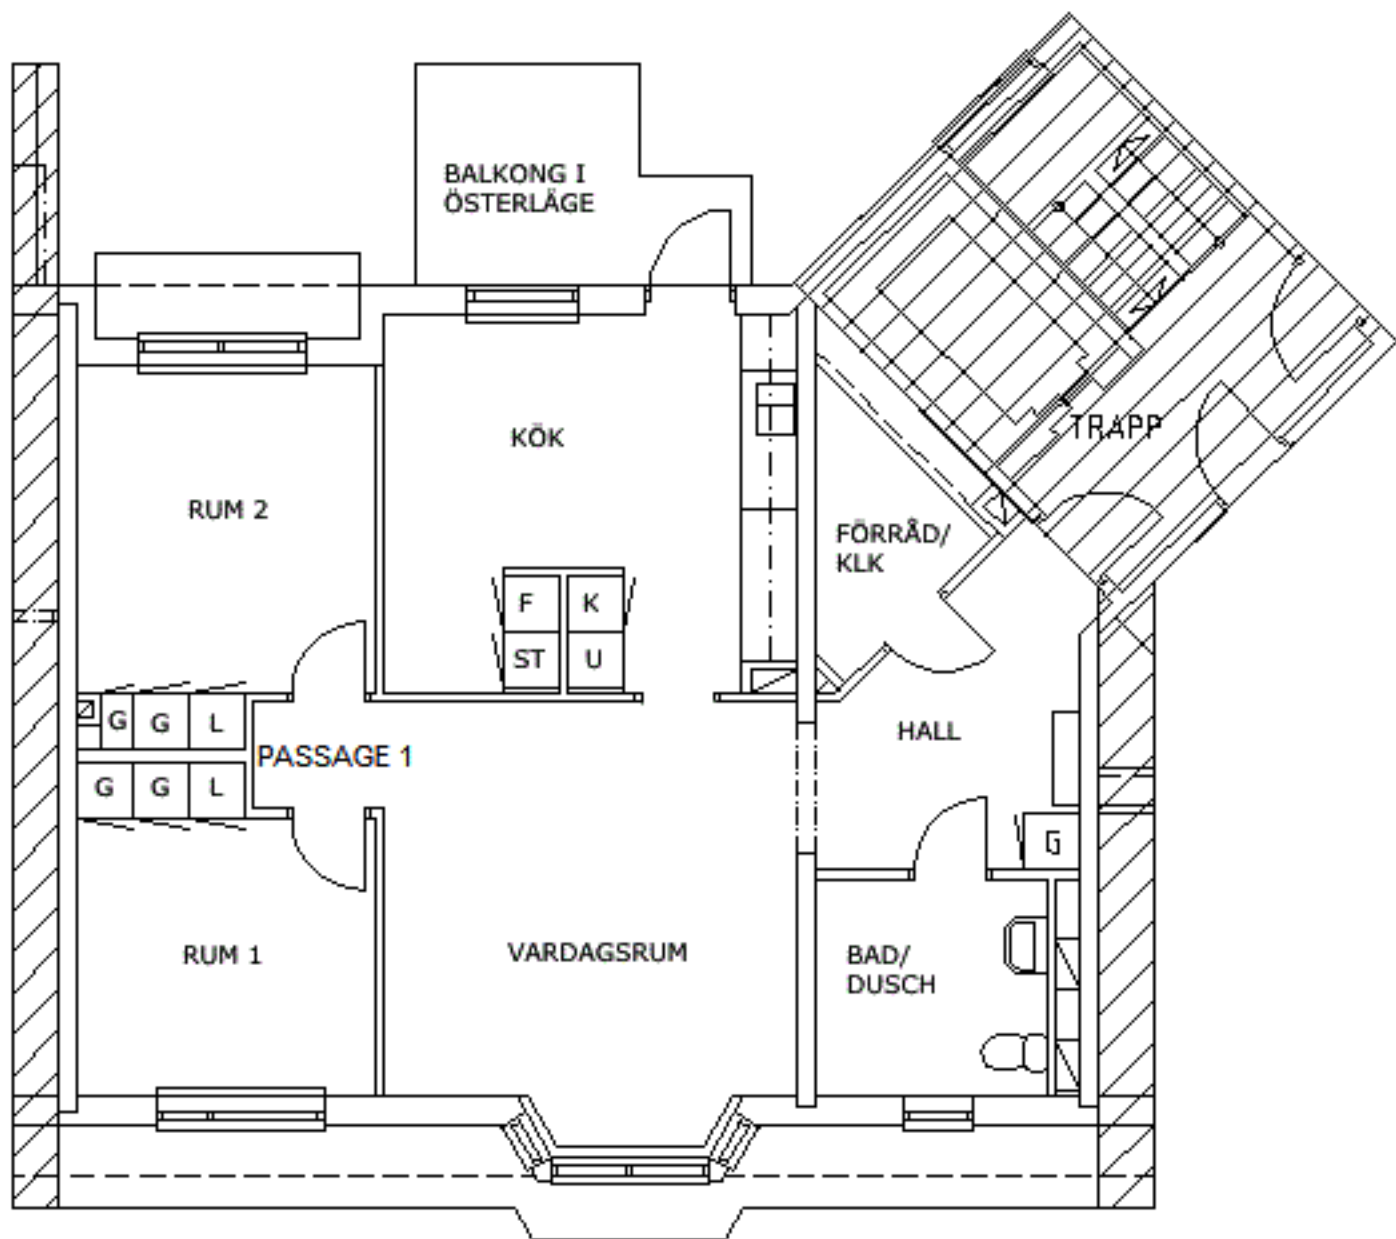 BALKONG I
ÖSTERLÄGE
TRAPP
KÖK
RUM 2
FÖRRÅD/
KLK
F K
ST U
G G L
HALL
PASSAGE 1
G G L
G
RUM 1
VARDAGSRUM
BAD/
DUSCH